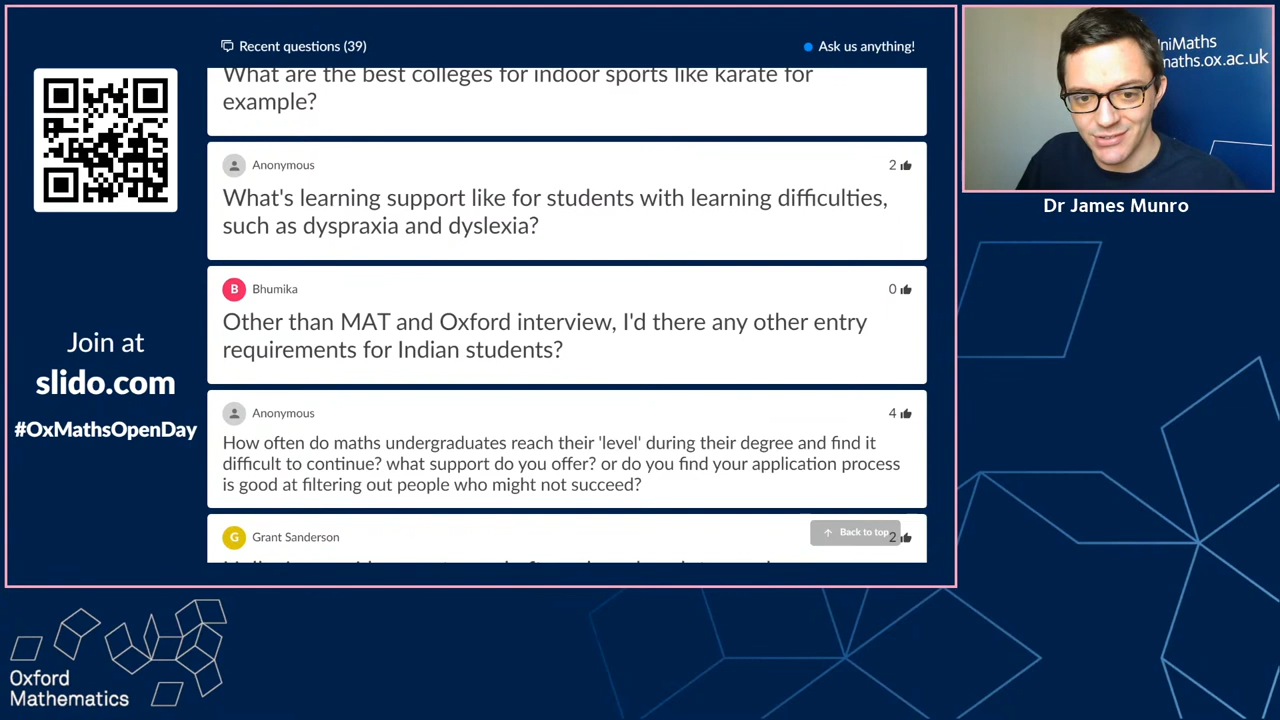 Recent questions (39)
Ask us anything!
What are the best colleges for indoor sports like karate for
example?
Anonymous
2
What's learning support like for students with learning difficulties,
such as dyspraxia and dyslexia?
B
Bhumika
0
Other than MAT and Oxford interview, I'd there any other entry
requirements for Indian students?
Anonymous
4
How often do maths undergraduates reach their 'level' during their degree and find it
difficult to continue? what support do you offer? or do you find your application process
is good at filtering out people who might not succeed?
G
Grant Sanderson
Back to top
2
Join at
slido.com
#OxMathsOpenDay
UniMaths
maths.ox.ac.uk
Dr James Munro
Oxford
Mathematics